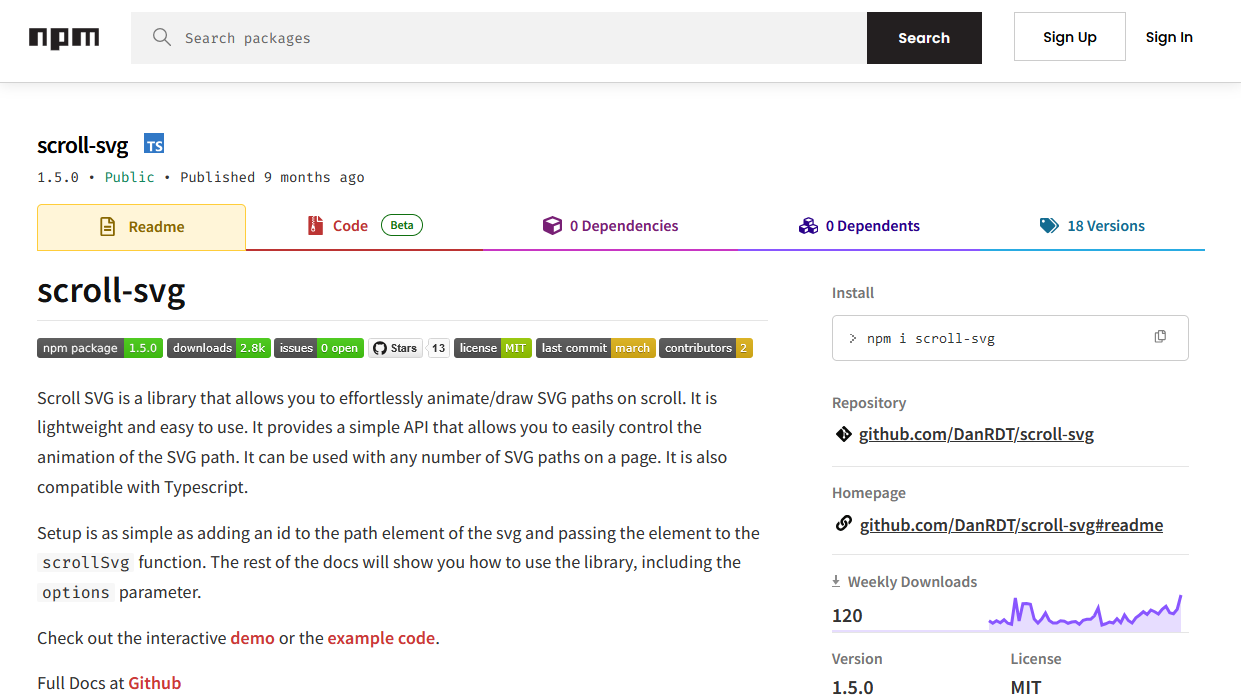 npm
Search packages
Search
Sign Up
Sign In
scroll-svg TS
1.5.0 • Public • Published 9 months ago
Readme
Code Beta
0 Dependencies
0 Dependents
18 Versions
scroll-svg
npm package 1.5.0 downloads 2.8k issues 0 open Stars 13 license MIT last commit march contributors 2
Scroll SVG is a library that allows you to effortlessly animate/draw SVG paths on scroll. It is
lightweight and easy to use. It provides a simple API that allows you to easily control the
animation of the SVG path. It can be used with any number of SVG paths on a page. It is also
compatible with Typescript.
Setup is as simple as adding an id to the path element of the svg and passing the element to the
scrollSvg function. The rest of the docs will show you how to use the library, including the
options parameter.
Check out the interactive demo or the example code.
Full Docs at Github
Install
> npm i scroll-svg
Repository
github.com/DanRDT/scroll-svg
Homepage
github.com/DanRDT/scroll-svg#readme
Weekly Downloads
120
Version
1.5.0
License
MIT